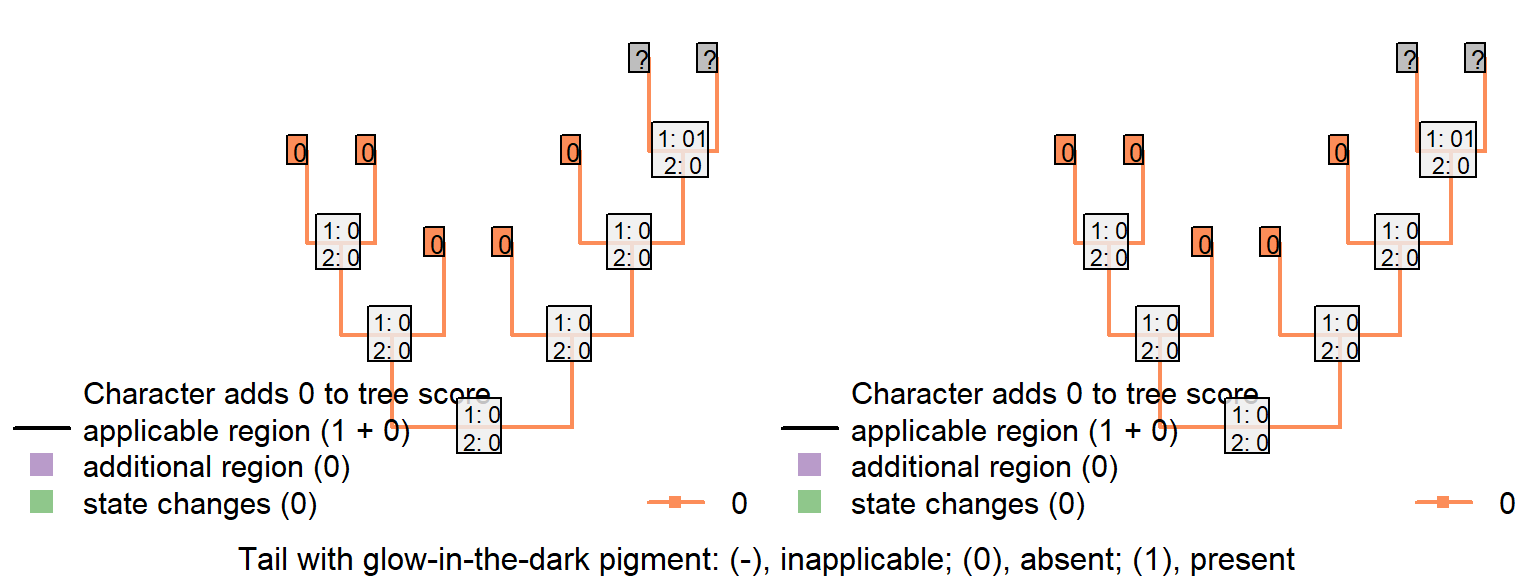 ? ? ? ?
0 0 0 1: 01 0 0 0 1: 01
2: 0 2: 0
1: 0 0 0 1: 0 1: 0 0 0 1: 0
2: 0 2: 0 2: 0 2: 0
1: 0 1: 0 1: 0 1: 0
2: 0 2: 0 2: 0 2: 0
Character adds 0 to tree score
1: 0
applicable region (1 + 0)
2: 0
additional region (0)
state changes (0)
0
Character adds 0 to tree score
1: 0
applicable region (1 + 0)
2: 0
additional region (0)
state changes (0)
0
Tail with glow-in-the-dark pigment: (-), inapplicable; (0), absent; (1), present